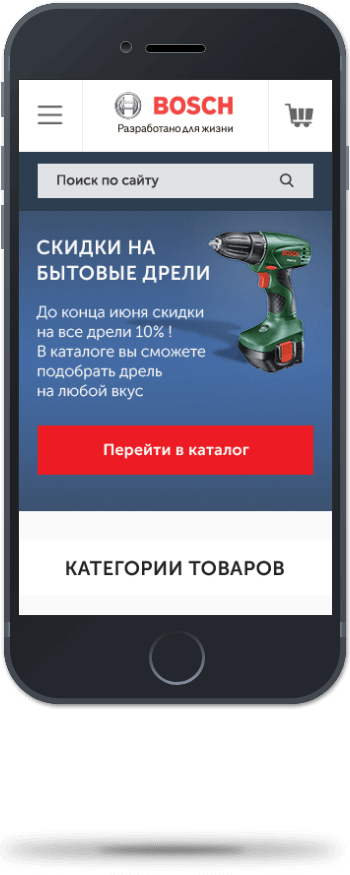 BOSCH
Разработано для жизни
Поиск по сайту
СКИДКИ НА
БЫТОВЫЕ ДРЕЛИ
До конца июня скидки
на все дрели 10% !
В каталоге вы сможете
подобрать дрель
на любой вкус
BOSCH
Перейти в каталог
КАТЕГОРИИ ТОВАРОВ